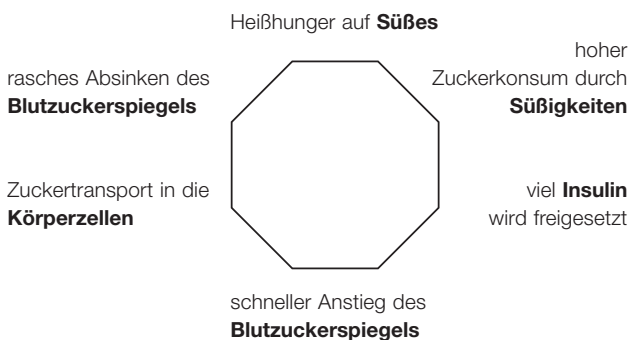 Heißhunger auf Süßes
hoher
Zuckerkonsum durch
Süßigkeiten
rasches Absinken des
Blutzuckerspiegels
Zuckertransport in die
Körperzellen
viel Insulin
wird freigesetzt
schneller Anstieg des
Blutzuckerspiegels